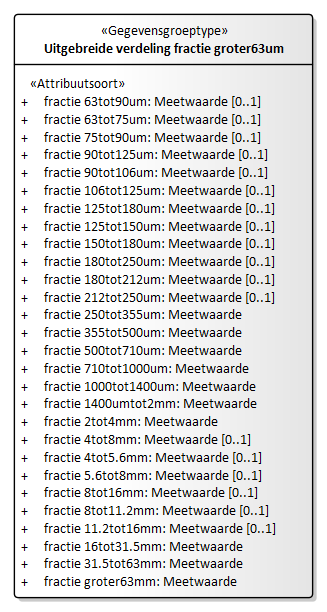 «Gegevensgroeptype»
Uitgebreide verdeling fractie groter63um
«Attribuutsoort»
+ fractie 63tot90um: Meetwaarde [0..1]
+ fractie 63tot75um: Meetwaarde [0..1]
+ fractie 75tot90um: Meetwaarde [0..1]
+ fractie 90tot125um: Meetwaarde [0..1]
+ fractie 90tot106um: Meetwaarde [0..1]
+ fractie 106tot125um: Meetwaarde [0..1]
+ fractie 125tot180um: Meetwaarde [0..1]
+ fractie 125tot150um: Meetwaarde [0..1]
+ fractie 150tot180um: Meetwaarde [0..1]
+ fractie 180tot250um: Meetwaarde [0..1]
+ fractie 180tot212um: Meetwaarde [0..1]
+ fractie 212tot250um: Meetwaarde [0..1]
+ fractie 250tot355um: Meetwaarde
+ fractie 355tot500um: Meetwaarde
+ fractie 500tot710um: Meetwaarde
+ fractie 710tot1000um: Meetwaarde
+ fractie 1000tot1400um: Meetwaarde
+ fractie 1400umtot2mm: Meetwaarde
+ fractie 2tot4mm: Meetwaarde
+ fractie 4tot8mm: Meetwaarde [0..1]
+ fractie 4tot5.6mm: Meetwaarde [0..1]
+ fractie 5.6tot8mm: Meetwaarde [0..1]
+ fractie 8tot16mm: Meetwaarde [0..1]
+ fractie 8tot11.2mm: Meetwaarde [0..1]
+ fractie 11.2tot16mm: Meetwaarde [0..1]
+ fractie 16tot31.5mm: Meetwaarde
+ fractie 31.5tot63mm: Meetwaarde
+ fractie groter63mm: Meetwaarde